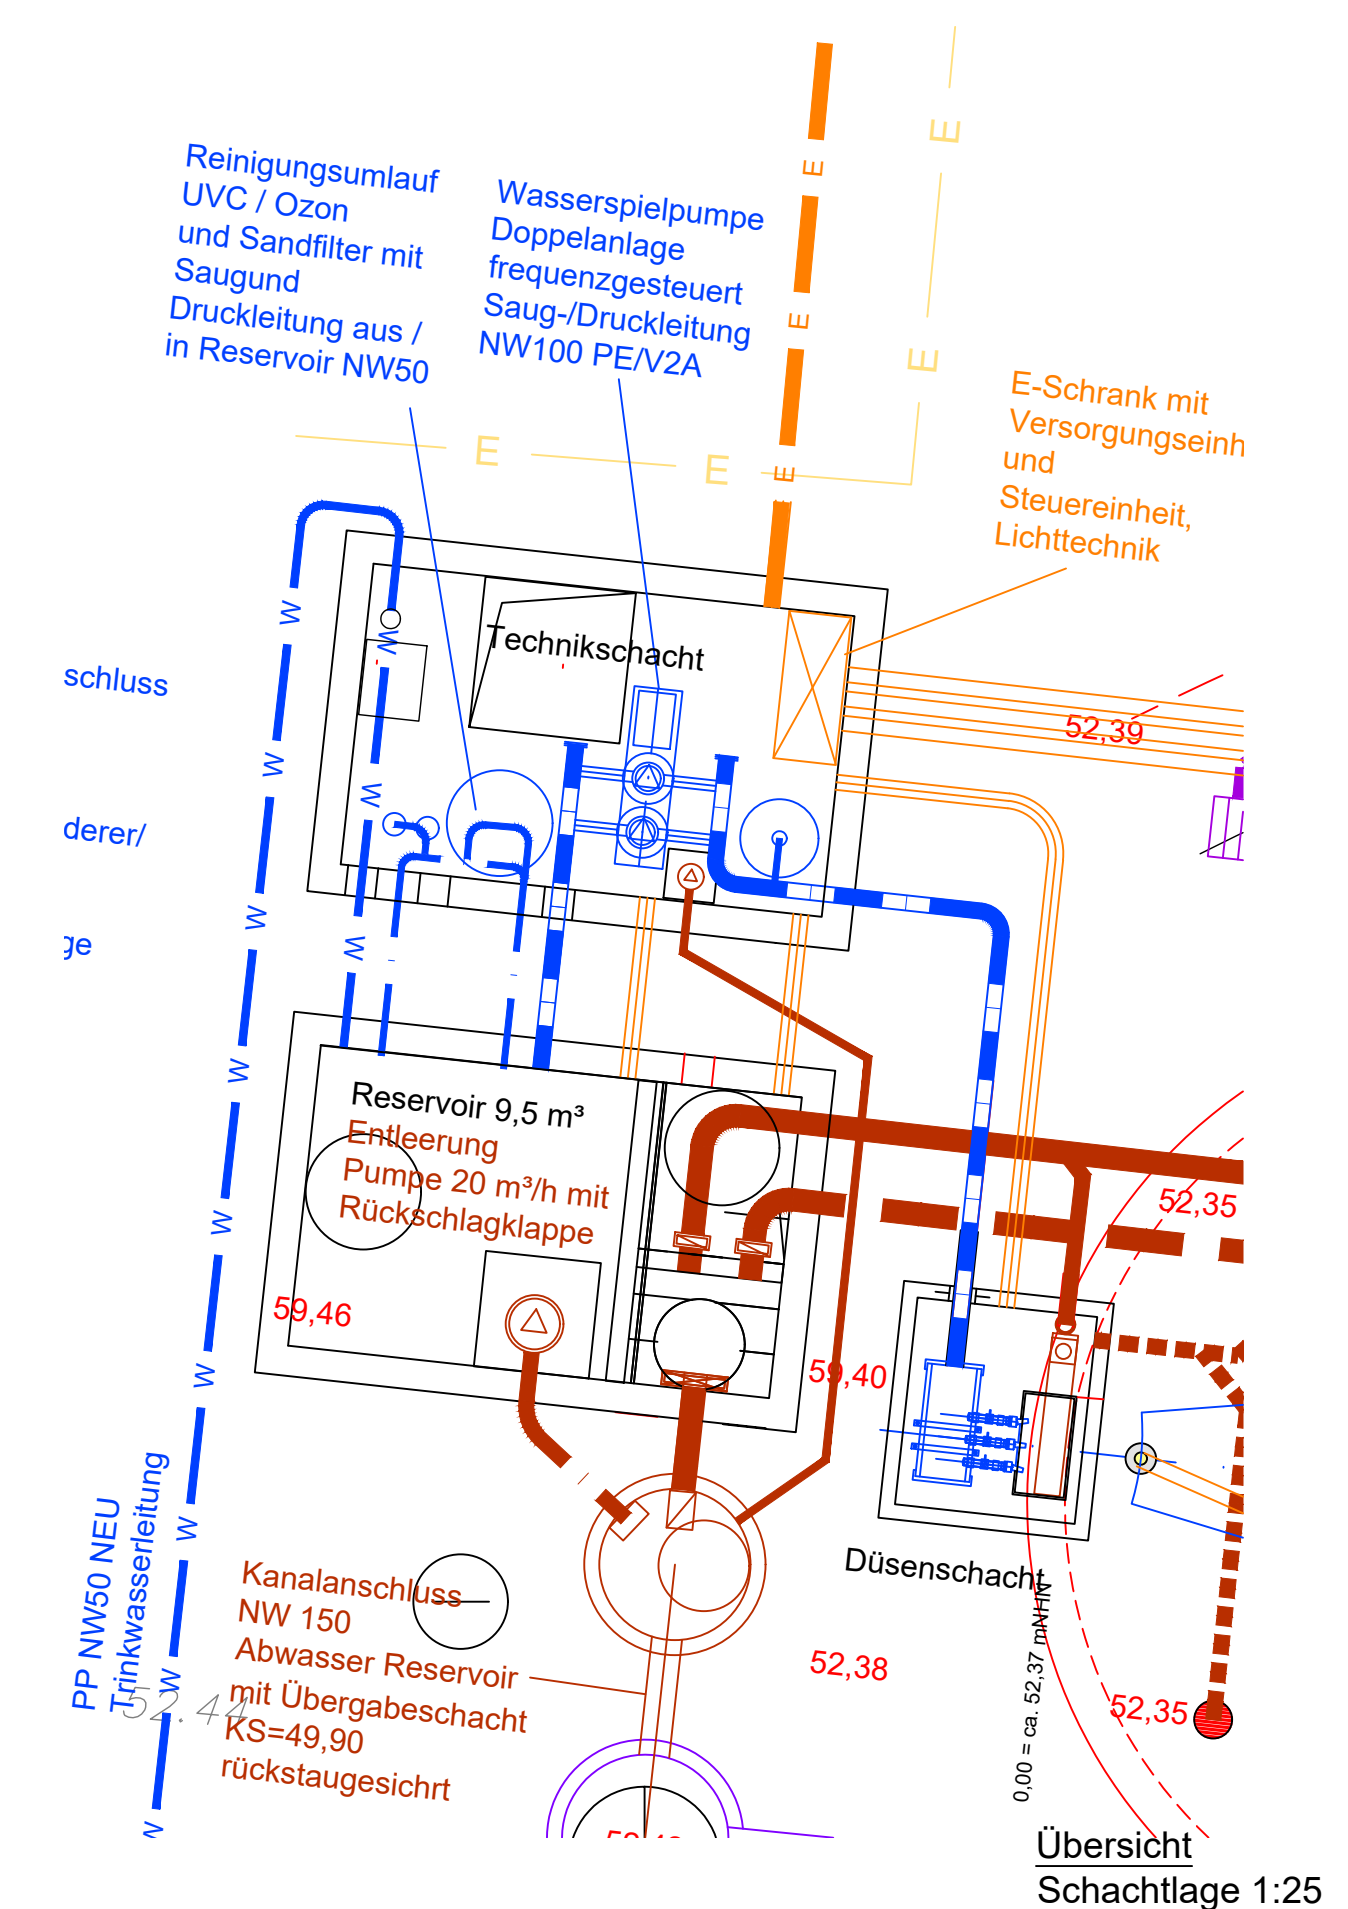 Reinigungsumlauf
UVC / Ozon
und Sandfilter mit
Saugund
Druckleitung aus /
in Reservoir NW50
Wasserspielpumpe
Doppelanlage
frequenzgesteuert
Saug-/Druckleitung
NW100 PE/V2A
E
E
E
E
E
E
E
E-Schrank mit
Versorgungseinh
und
Steuereinheit,
Lichttechnik
Technikschacht
schluss
derer/
ge
52,39
W
W
W
W
W
W
W
W
W
W
W
W
Reservoir 9,5 m³
Entleerung
Pumpe 20 m³/h mit
Rückschlagklappe
59,46
59,40
52,35
Düsenschacht
PP NW50 NEU
Trinkwasserleitung
52.44
Kanalanschluss
NW 150
Abwasser Reservoir
mit Übergabeschacht
KS=49,90
rückstaugesichrt
52,38
52,35
0,00 = ca. 52,37 mNHN
Übersicht
Schachtlage 1:25